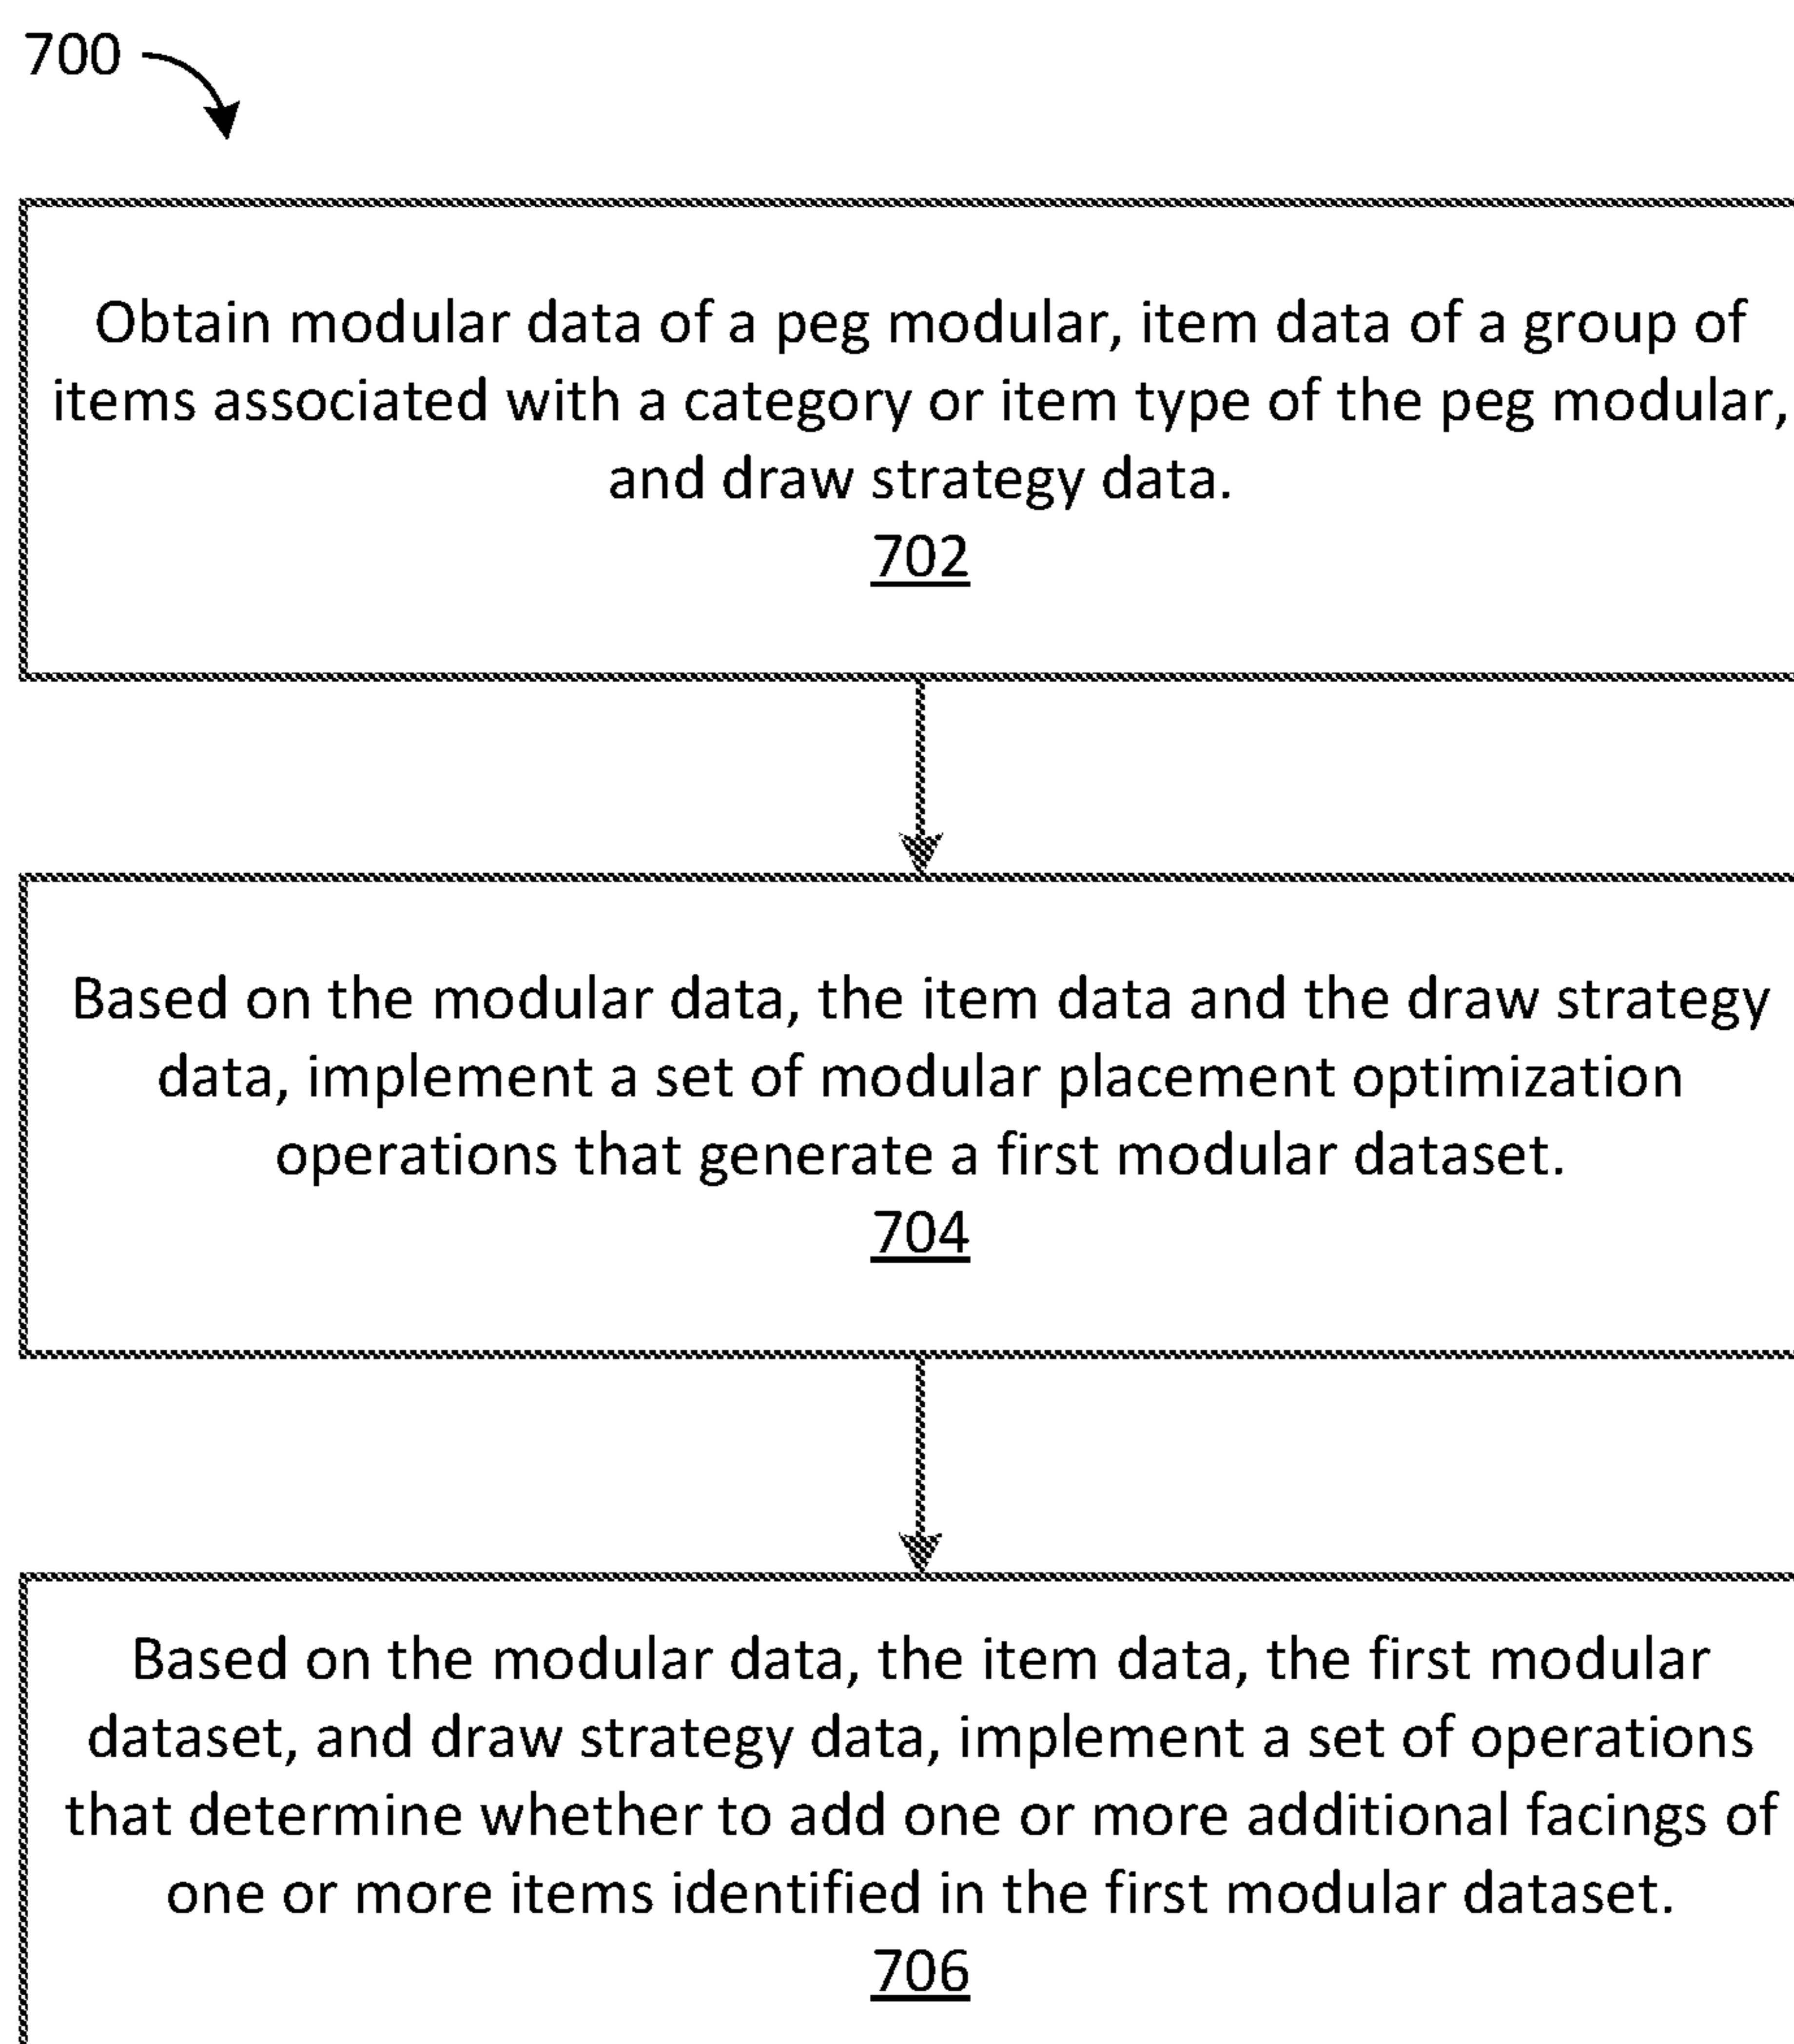 700
Obtain modular data of a peg modular, item data of a group of
items associated with a category or item type of the peg modular,
and draw strategy data.
702
Based on the modular data, the item data and the draw strategy
data, implement a set of modular placement optimization
operations that generate a first modular dataset.
704
Based on the modular data, the item data, the first modular
dataset, and draw strategy data, implement a set of operations
that determine whether to add one or more additional facings of
one or more items identified in the first modular dataset.
706